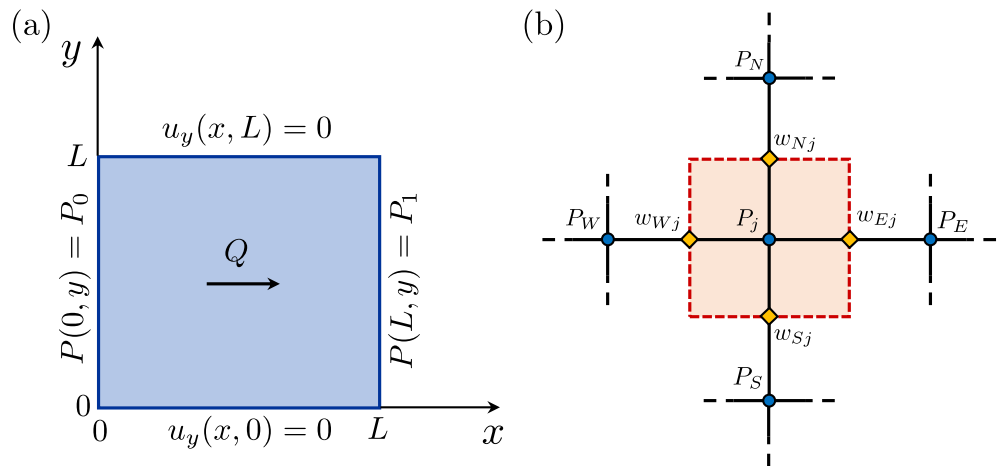 (a)
y
u_y(x, L) = 0
L
P(0, y) = P_0
Q
P(L, y) = P_1
0
0
u_y(x, 0) = 0
L
x
(b)
P_N
w_{Nj}
P_W
w_{Wj}
P_j
w_{Ej}
P_E
w_{Sj}
P_S